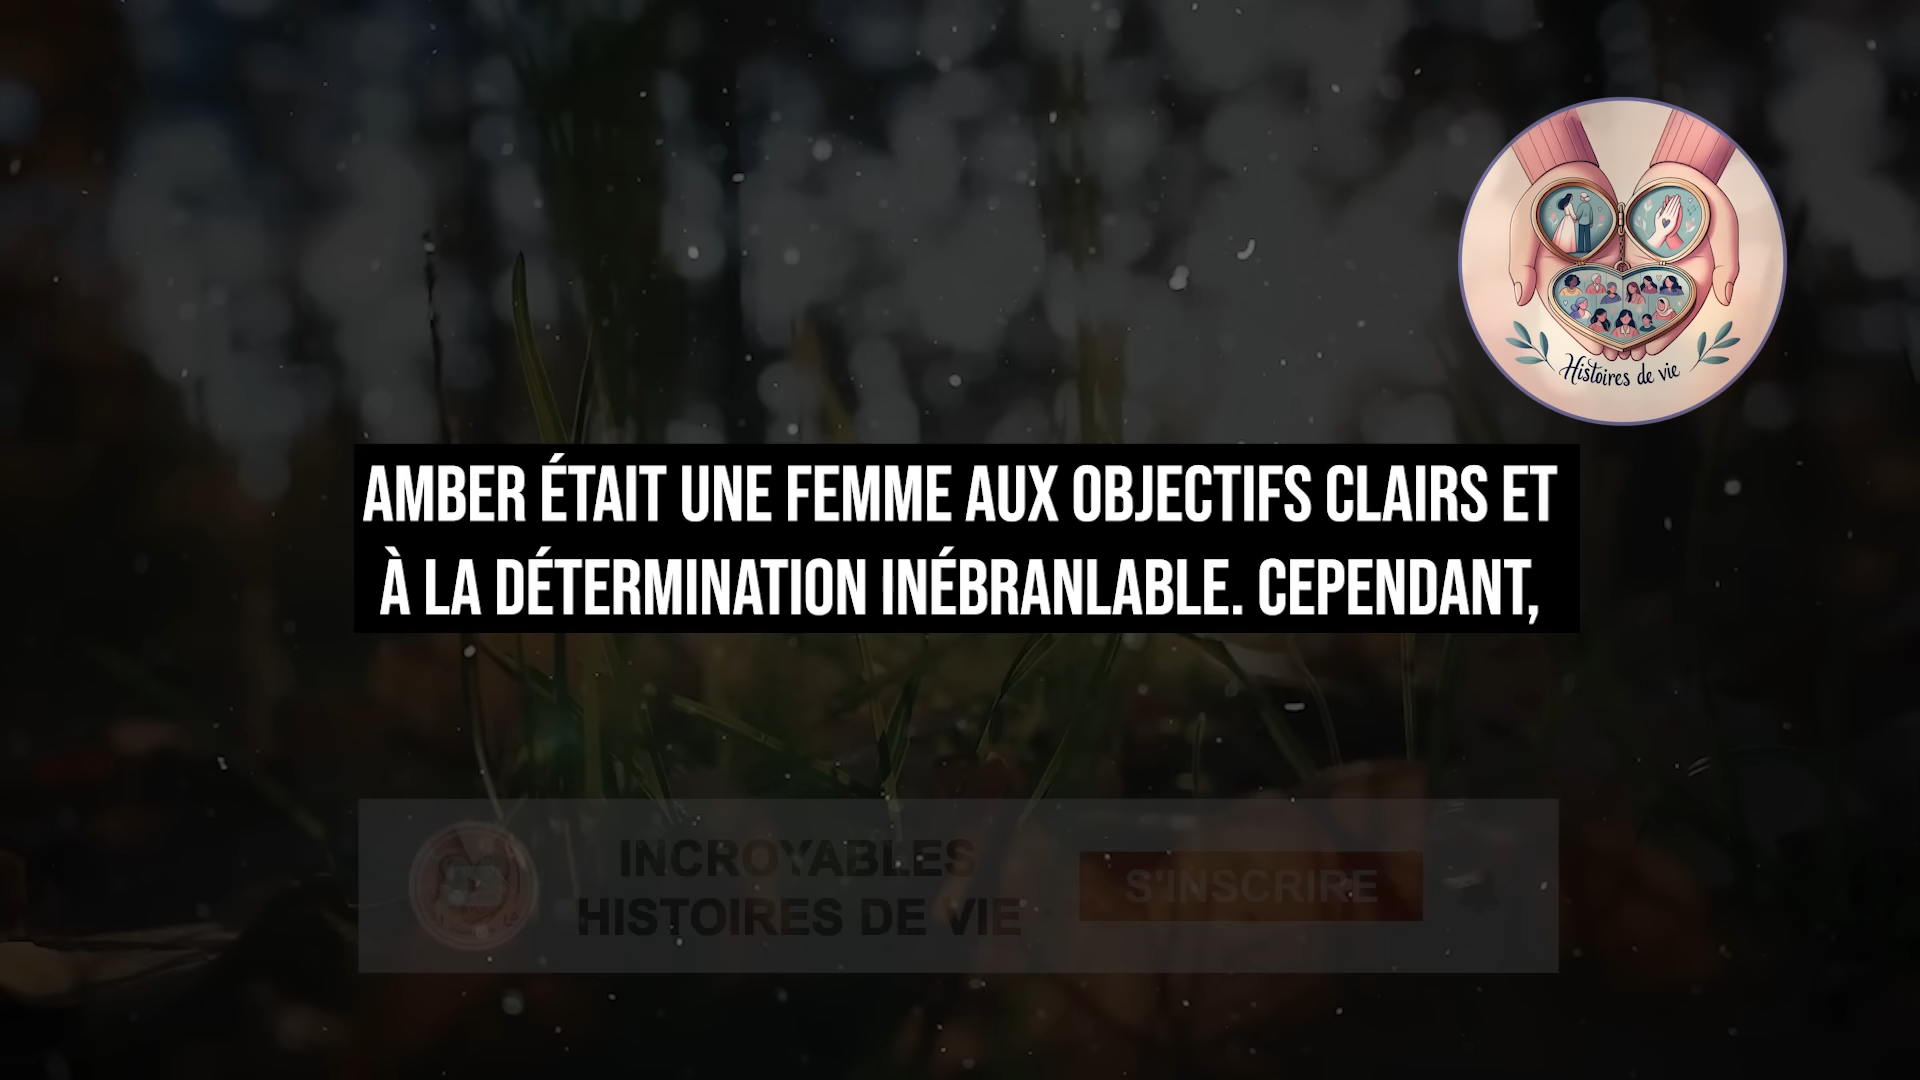 Histoires de vie
AMBER ÉTAIT UNE FEMME AUX OBJECTIFS CLAIRS ET
À LA DÉTERMINATION INÉBRANLABLE. CEPENDANT,
INCROYABLES
HISTOIRES DE VIE
S'INSCRIRE